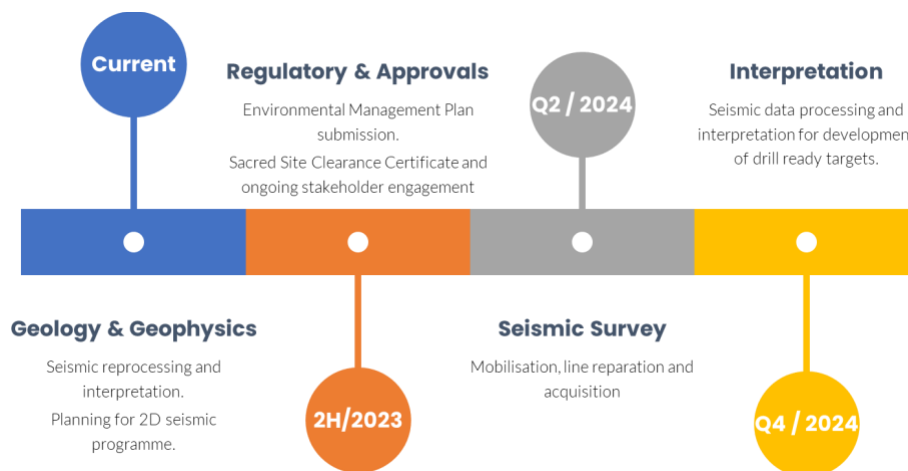 Current
Regulatory & Approvals
Environmental Management Plan
submission.
Sacred Site Clearance Certificate and
ongoing stakeholder engagement
Q2 / 2024
Interpretation
Seismic data processing and
interpretation for development
of drill ready targets.
Geology & Geophysics
Seismic reprocessing and
interpretation.
Planning for 2D seismic
programme.
2H/2023
Seismic Survey
Mobilisation, line reparation and
acquisition
Q4 / 2024